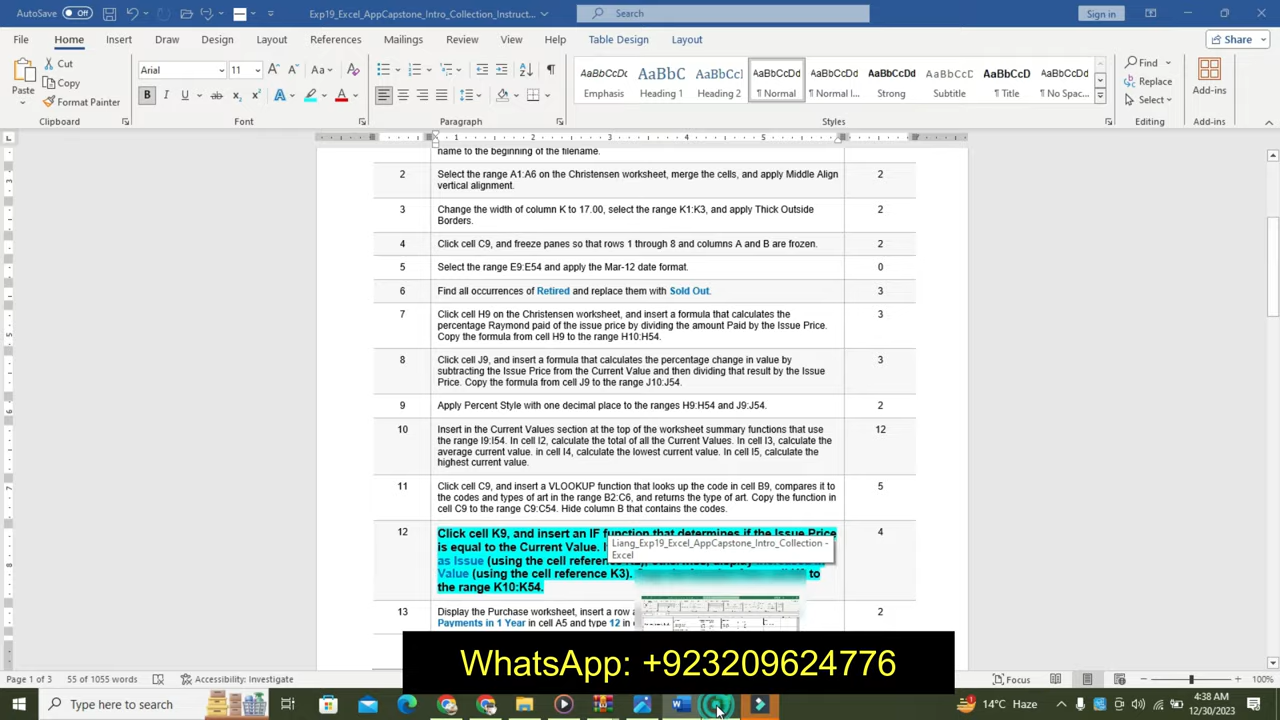 AutoSave Off Exp19_Excel_AppCapstone_Intro_Collection_Instruct... Search Sign in
File Home Insert Draw Design Layout References Mailings Review View Help Table Design Layout Share
Paste Cut Copy Format Painter
Arial 11
AaBbCcDc Emphasis AaBbC Heading 1 AaBbCcl Heading 2 AaBbCcDd ¶ Normal AaBbCcDd ¶ Normal I... AaBbCcDd Strong AaBbCcDd Subtitle AaBbCcDd ¶ Title AaBbCcDd ¶ No Spac...
Find Replace Select Add-ins
Clipboard Font Paragraph Styles Editing Add-ins
name to the beginning of the filename.
2 Select the range A1:A6 on the Christensen worksheet, merge the cells, and apply Middle Align 2
vertical alignment.
3 Change the width of column K to 17.00, select the range K1:K3, and apply Thick Outside 2
Borders.
4 Click cell C9, and freeze panes so that rows 1 through 8 and columns A and B are frozen. 2
5 Select the range E9:E54 and apply the Mar-12 date format. 0
6 Find all occurrences of Retired and replace them with Sold Out. 3
7 Click cell H9 on the Christensen worksheet, and insert a formula that calculates the 3
percentage Raymond paid of the issue price by dividing the amount Paid by the Issue Price.
Copy the formula from cell H9 to the range H10:H54.
8 Click cell J9, and insert a formula that calculates the percentage change in value by 3
subtracting the Issue Price from the Current Value and then dividing that result by the Issue
Price. Copy the formula from cell J9 to the range J10:J54.
9 Apply Percent Style with one decimal place to the ranges H9:H54 and J9:J54. 2
10 Insert in the Current Values section at the top of the worksheet summary functions that use 12
the range I9:I54. In cell I2, calculate the total of all the Current Values. In cell I3, calculate the
average current value. in cell I4, calculate the lowest current value. In cell I5, calculate the
highest current value.
11 Click cell C9, and insert a VLOOKUP function that looks up the code in cell B9, compares it to 5
the codes and types of art in the range B2:C6, and returns the type of art. Copy the function in
cell C9 to the range C9:C54. Hide column B that contains the codes.
12 Click cell K9, and insert an IF function that determines if the Issue Price 4
is equal to the Current Value.
Liang_Exp19_Excel_AppCapstone_Intro_Collection -
Excel
as Issue (using the cell
Value (using the cell reference K3). to
the range K10:K54.
13 Display the Purchase worksheet, insert a row 2
Payments in 1 Year in cell A5 and type 12 in
WhatsApp: +923209624776
Page 1 of 3 55 of 1055 words Accessibility: Investigate Focus 100%
Type here to search 14°C Haze 4:38 AM
12/30/2023